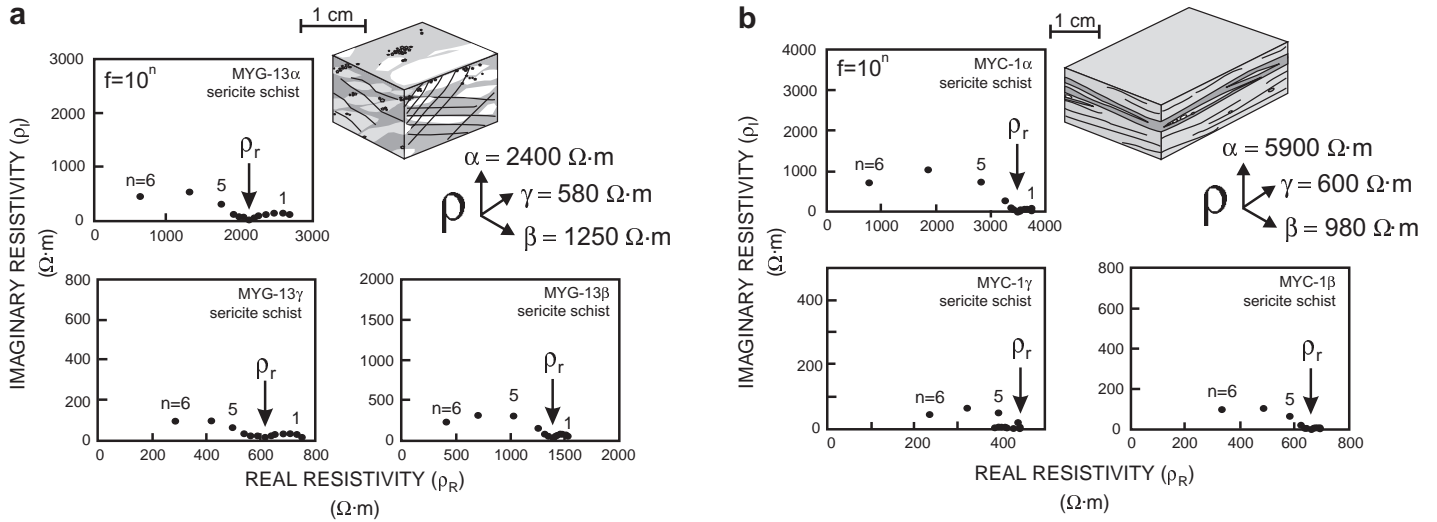 a
1 cm
3000
2000
1000
0
0
1000
2000
3000
f=10ⁿ
MYG-13α
sericite schist
n=6
5
ρr
1
ρ
α = 2400 Ω·m
γ = 580 Ω·m
β = 1250 Ω·m
800
600
400
200
0
0
200
400
600
800
MYG-13γ
sericite schist
n=6
5
ρr
1
2000
1500
1000
500
0
0
500
1000
1500
2000
MYG-13β
sericite schist
n=6
5
ρr
1
IMAGINARY RESISTIVITY (ρI)
(Ω·m)
REAL RESISTIVITY (ρR)
(Ω·m)
b
1 cm
4000
3000
2000
1000
0
0
1000
2000
3000
4000
f=10ⁿ
MYC-1α
sericite schist
n=6
5
ρr
1
ρ
α = 5900 Ω·m
γ = 600 Ω·m
β = 980 Ω·m
400
200
0
0
200
400
MYC-1γ
sericite schist
n=6
5
ρr
800
600
400
200
0
0
200
400
600
800
MYC-1β
sericite schist
n=6
5
ρr
IMAGINARY RESISTIVITY (ρI)
(Ω·m)
REAL RESISTIVITY (ρR)
(Ω·m)